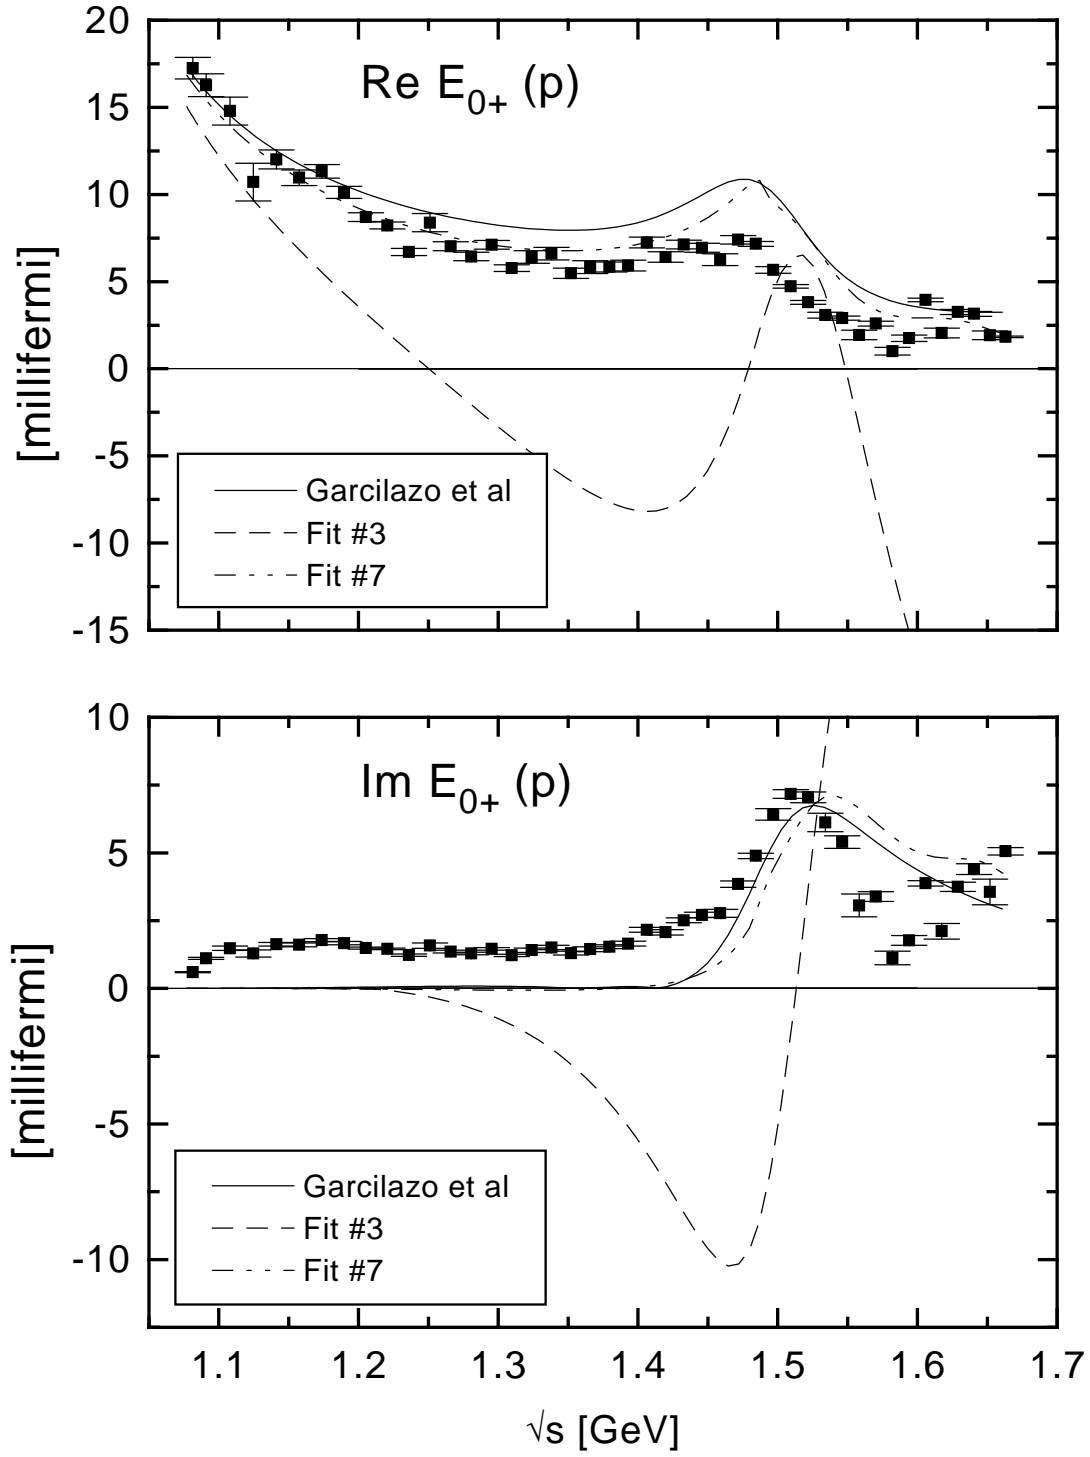 20
15
10
5
0
-5
-10
-15
[millifermi]
Re E0+ (p)
Garcilazo et al
Fit #3
Fit #7
10
5
0
-5
-10
[millifermi]
Im E0+ (p)
Garcilazo et al
Fit #3
Fit #7
1.1 1.2 1.3 1.4 1.5 1.6 1.7
√s [GeV]